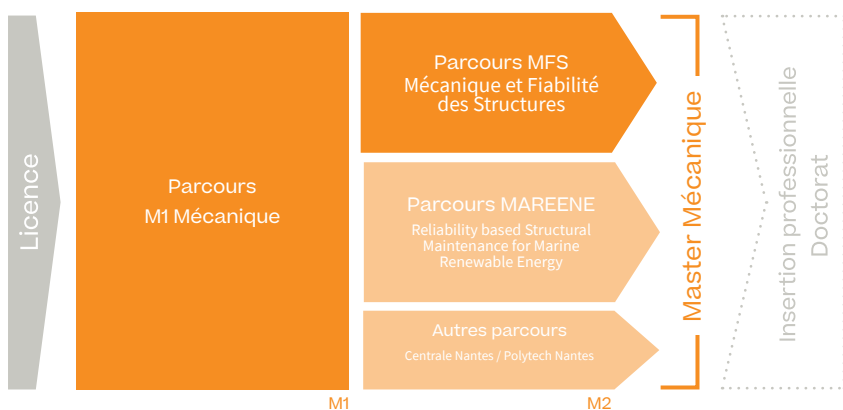 Licence
Parcours
M1 Mécanique
Parcours MFS
Mécanique et Fiabilité
des Structures
Parcours MAREENE
Reliability based Structural
Maintenance for Marine
Renewable Energy
Autres parcours
Centrale Nantes / Polytech Nantes
Master Mécanique
Insertion professionnelle
Doctorat
M1
M2